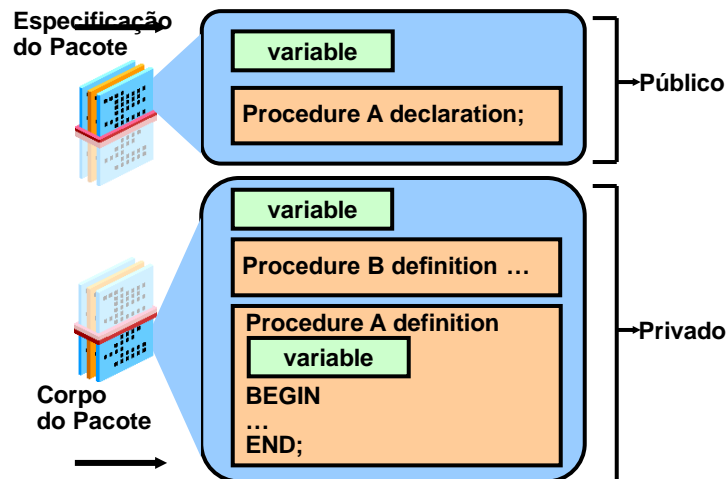 Especificação
do Pacote
variable
Procedure A declaration;
Público
variable
Procedure B definition …
Procedure A definition
variable
BEGIN
…
END;
Privado
Corpo
do Pacote